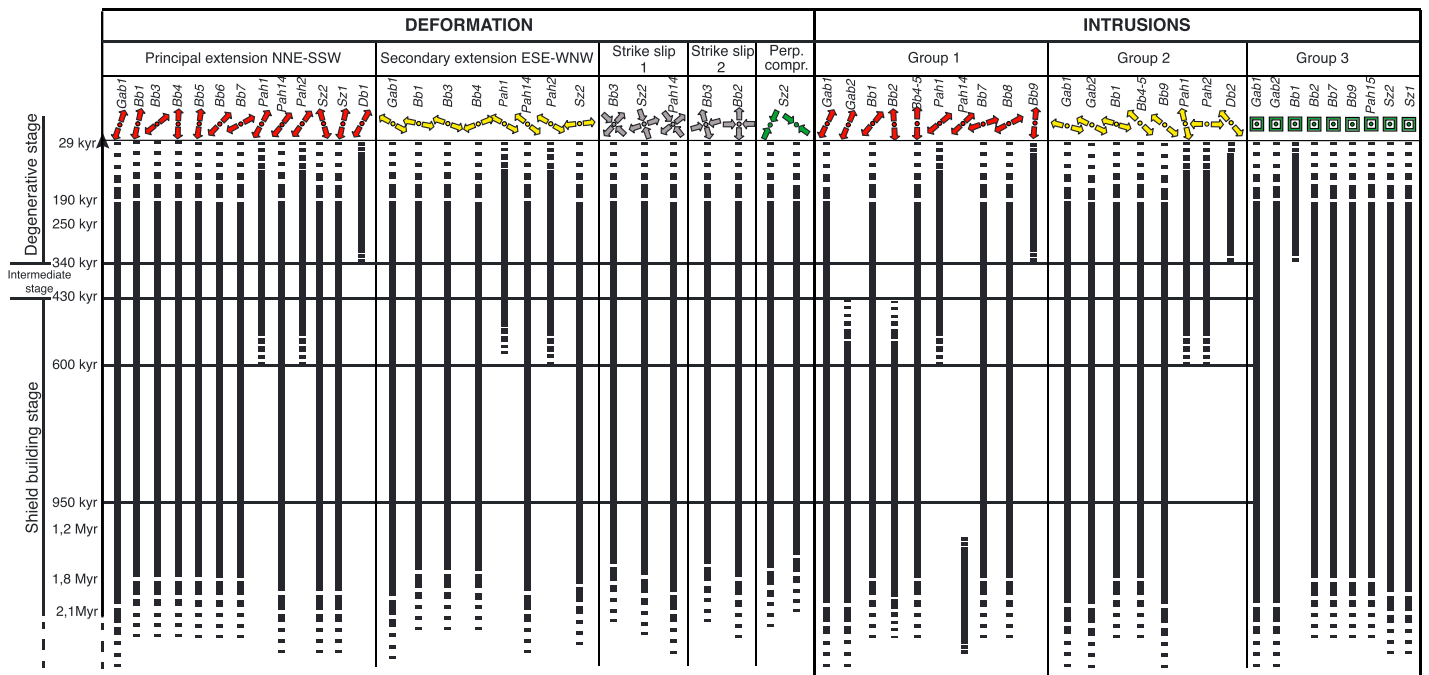 DEFORMATION INTRUSIONS
Principal extension NNE-SSW Secondary extension ESE-WNW Strike slip 1 Strike slip 2 Perp. compr. Group 1 Group 2 Group 3
Gab1 Bb1 Bb3 Bb4 Bb5 Bb6 Bb7 Pah1 Pah14 Pah2 Sz2 Sz1 Db1 Gab1 Bb1 Bb3 Bb4 Pah1 Pah14 Pah2 Sz2 Bb3 Sz2 Pah14 Bb3 Bb2 Sz2 Gab1 Gab2 Bb1 Bb2 Bb4-5 Pah1 Pah14 Bb7 Bb8 Bb9 Gab1 Gab2 Bb1 Bb4-5 Bb9 Pah1 Pah2 Db2 Gab1 Gab2 Bb1 Bb2 Bb7 Bb9 Pah15 Sz2 Sz1
Degenerative stage
29 kyr
190 kyr
250 kyr
340 kyr
Intermediate
stage
430 kyr
Shield building stage
600 kyr
950 kyr
1,2 Myr
1,8 Myr
2,1Myr